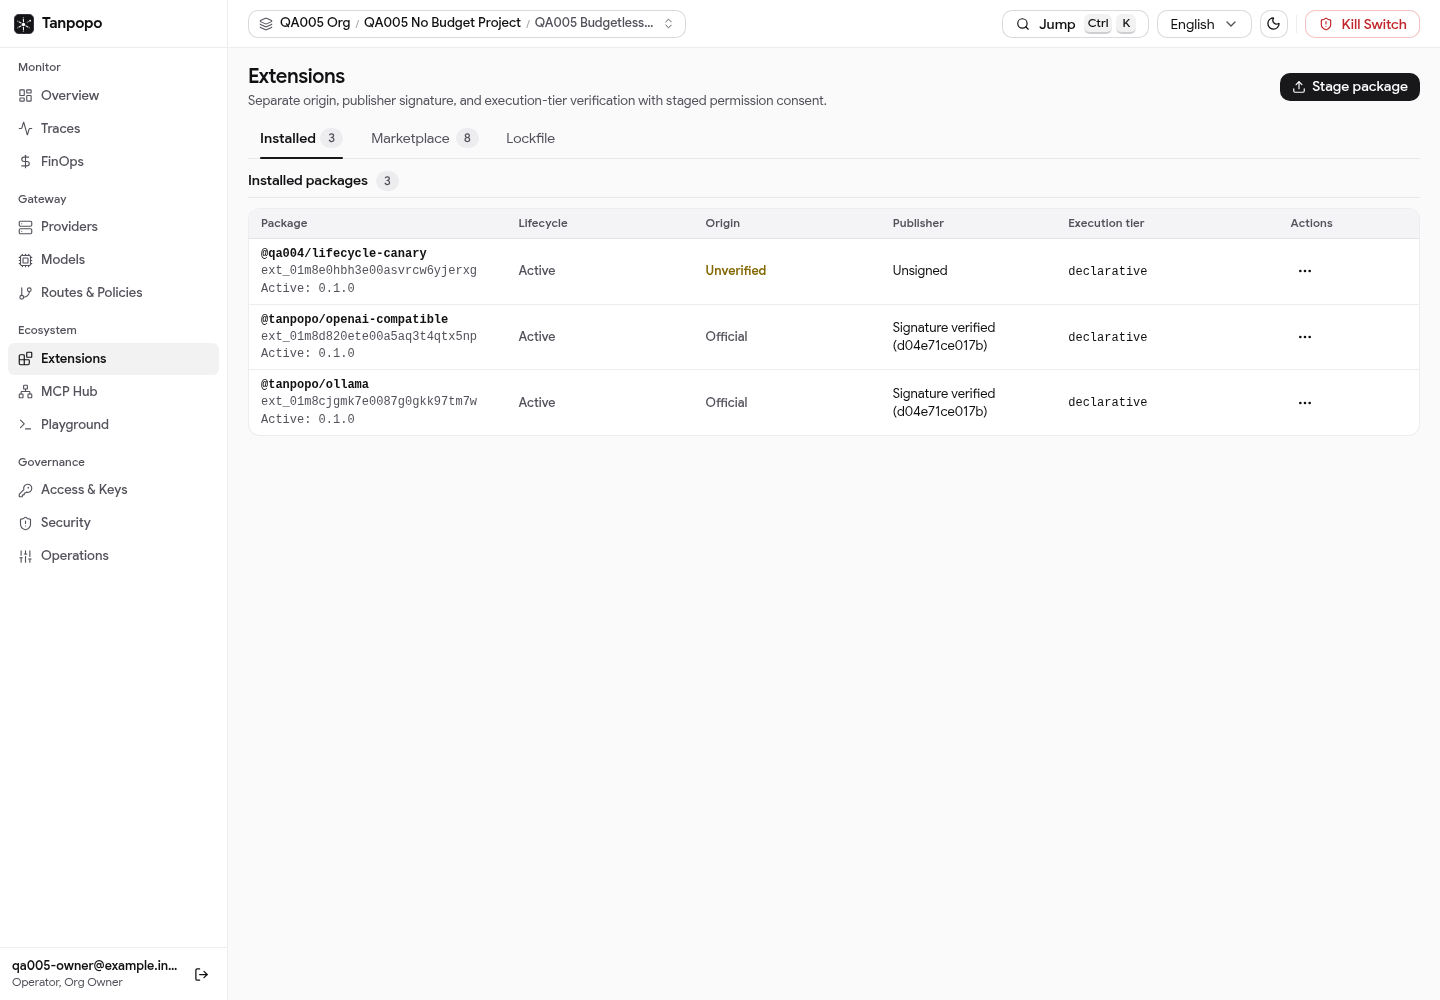 Tanpopo
QA005 Org / QA005 No Budget Project / QA005 Budgetless...
Jump Ctrl K
English
Kill Switch
Monitor
Overview
Traces
FinOps
Gateway
Providers
Models
Routes & Policies
Ecosystem
Extensions
MCP Hub
Playground
Governance
Access & Keys
Security
Operations
qa005-owner@example.in...
Operator, Org Owner
Extensions
Separate origin, publisher signature, and execution-tier verification with staged permission consent.
Stage package
Installed 3 Marketplace 8 Lockfile
Installed packages 3
Package Lifecycle Origin Publisher Execution tier Actions
@qa004/lifecycle-canary
ext_01m8e0hbh3e00asvrcw6yjerxg
Active: 0.1.0
Active
Unverified
Unsigned
declarative
@tanpopo/openai-compatible
ext_01m8d820ete00a5aq3t4qtx5np
Active: 0.1.0
Active
Official
Signature verified
(d04e71ce017b)
declarative
@tanpopo/ollama
ext_01m8cjgmk7e0087g0gkk97tm7w
Active: 0.1.0
Active
Official
Signature verified
(d04e71ce017b)
declarative